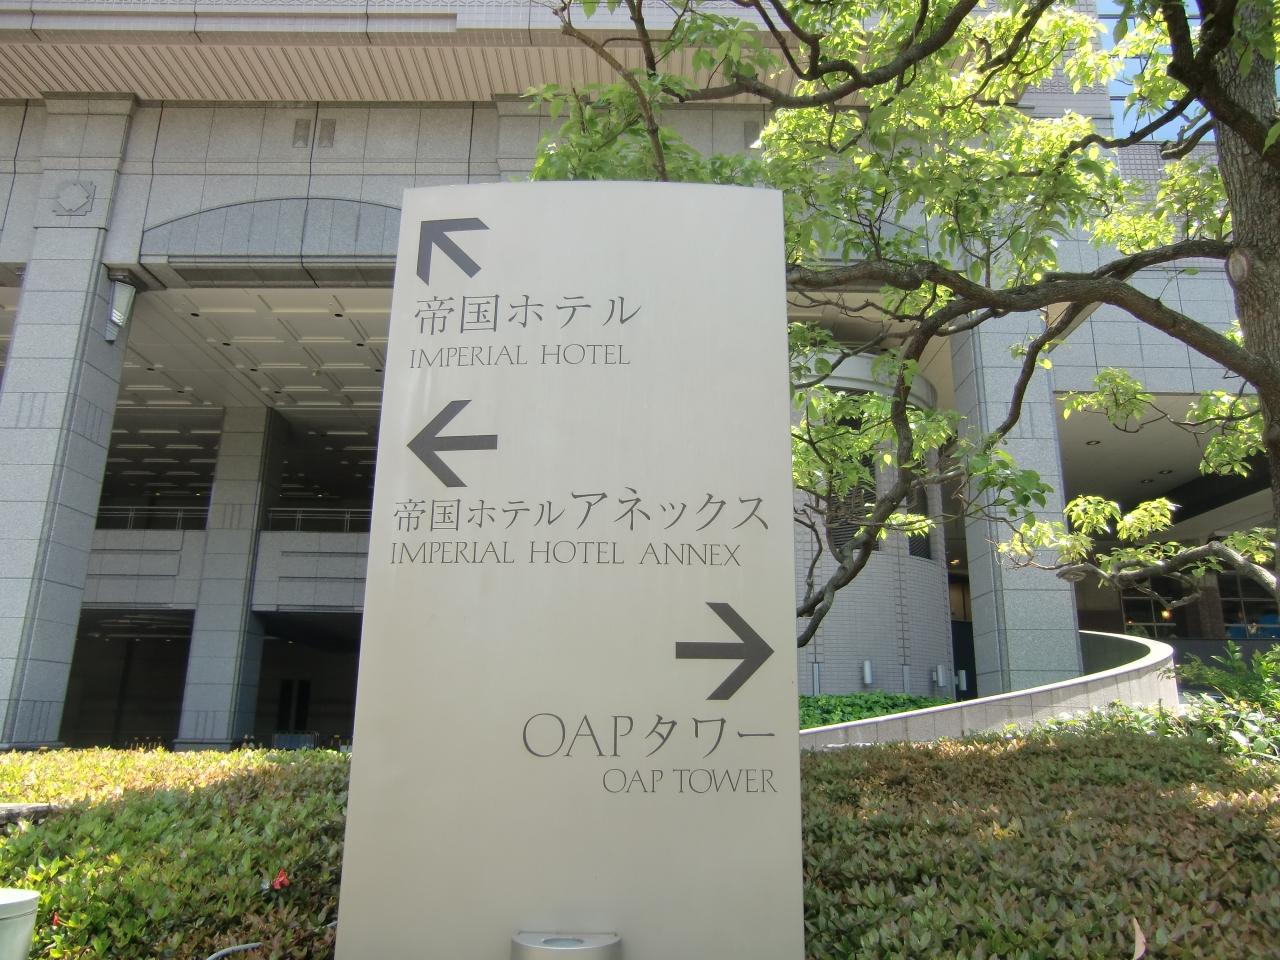 帝国ホテル
IMPERIAL HOTEL
帝国ホテルアネックス
IMPERIAL HOTEL ANNEX
OAPタワー
OAP TOWER